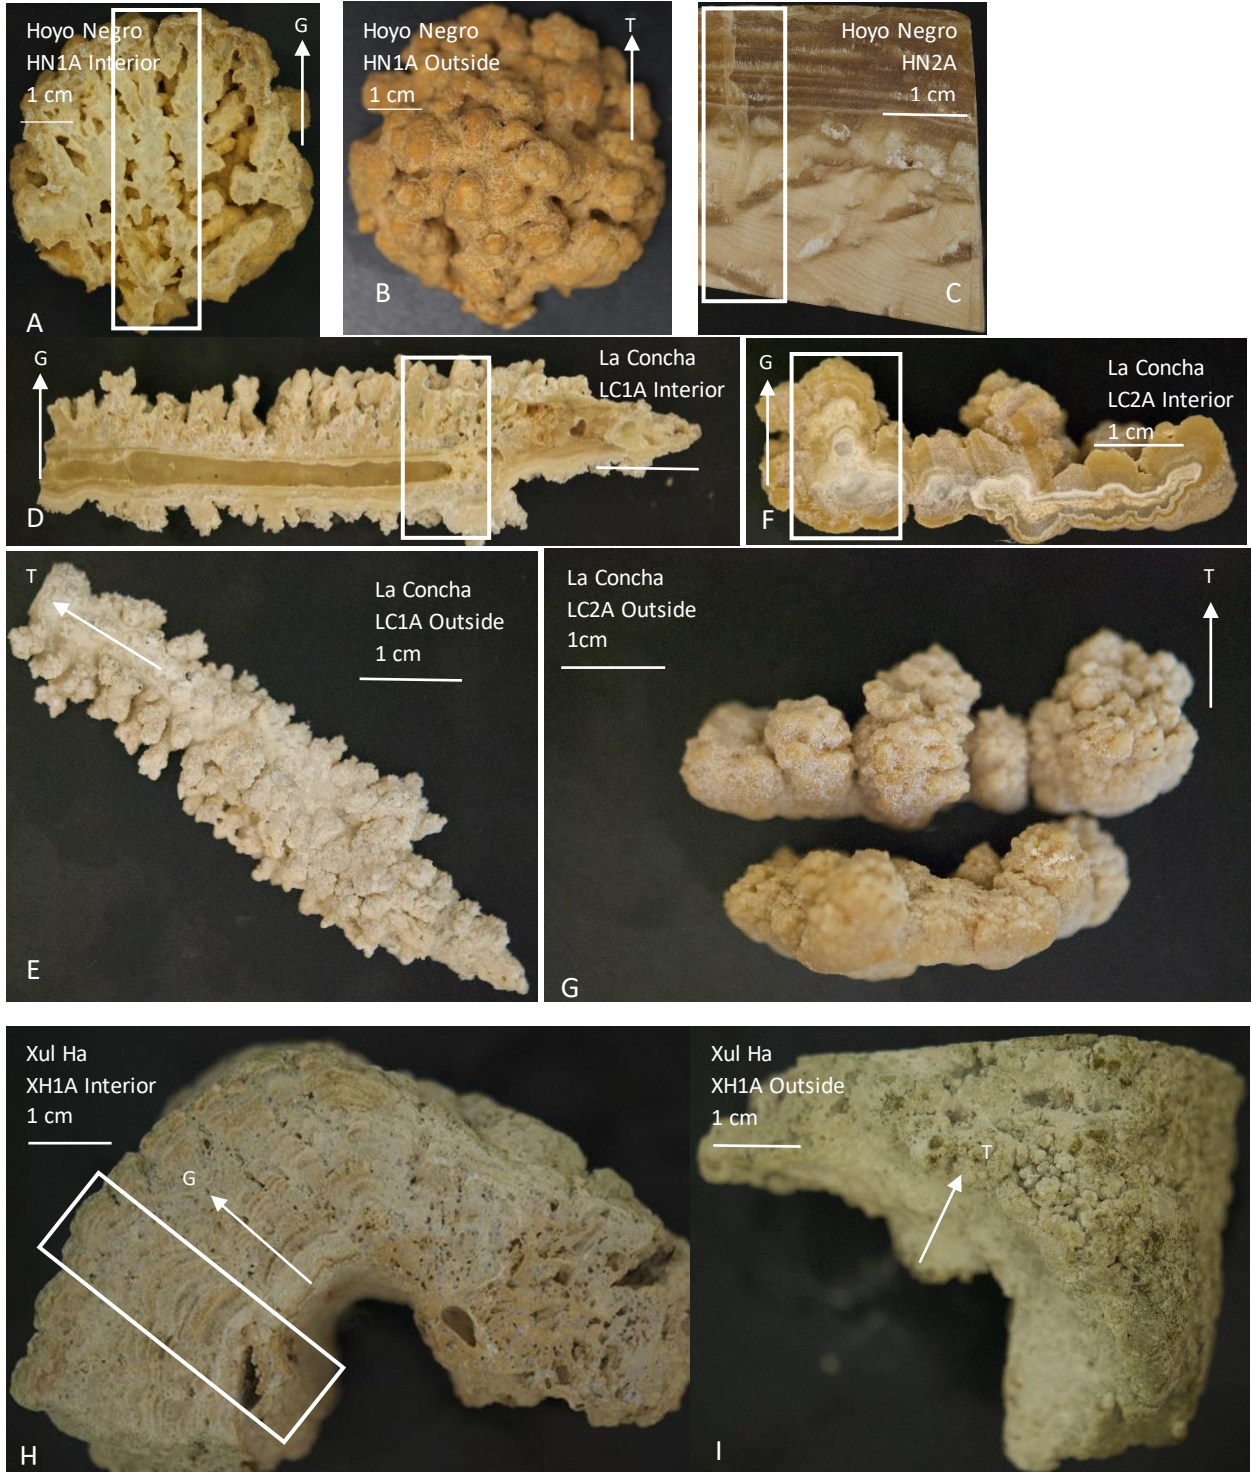 Hoyo Negro
HN1A Interior
1 cm
G
A
Hoyo Negro
HN1A Outside
1 cm
T
B
Hoyo Negro
HN2A
1 cm
C
G
La Concha
LC1A Interior
D
G
La Concha
LC2A Interior
1 cm
F
T
La Concha
LC1A Outside
1 cm
E
La Concha
LC2A Outside
1cm
T
G
Xul Ha
XH1A Interior
1 cm
G
H
Xul Ha
XH1A Outside
1 cm
T
I